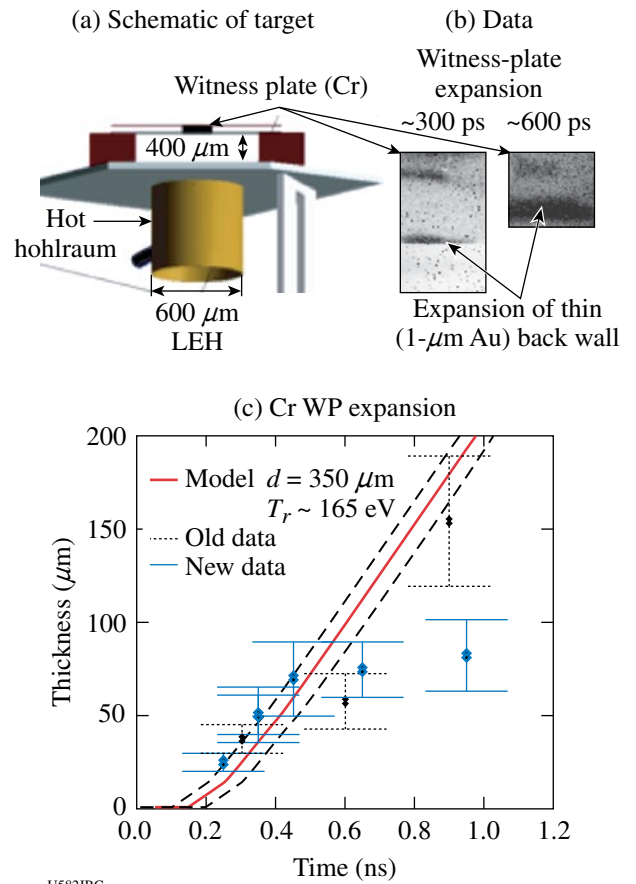 (a) Schematic of target
(b) Data
Witness plate (Cr)
Witness-plate
expansion
~300 ps
~600 ps
400 μm
Hot
hohlraum
600 μm
LEH
Expansion of thin
(1-μm Au) back wall
(c) Cr WP expansion
200
150
100
50
0
Thickness (μm)
Model d = 350 μm
Tr ~ 165 eV
Old data
New data
0.0 0.2 0.4 0.6 0.8 1.0 1.2
Time (ns)